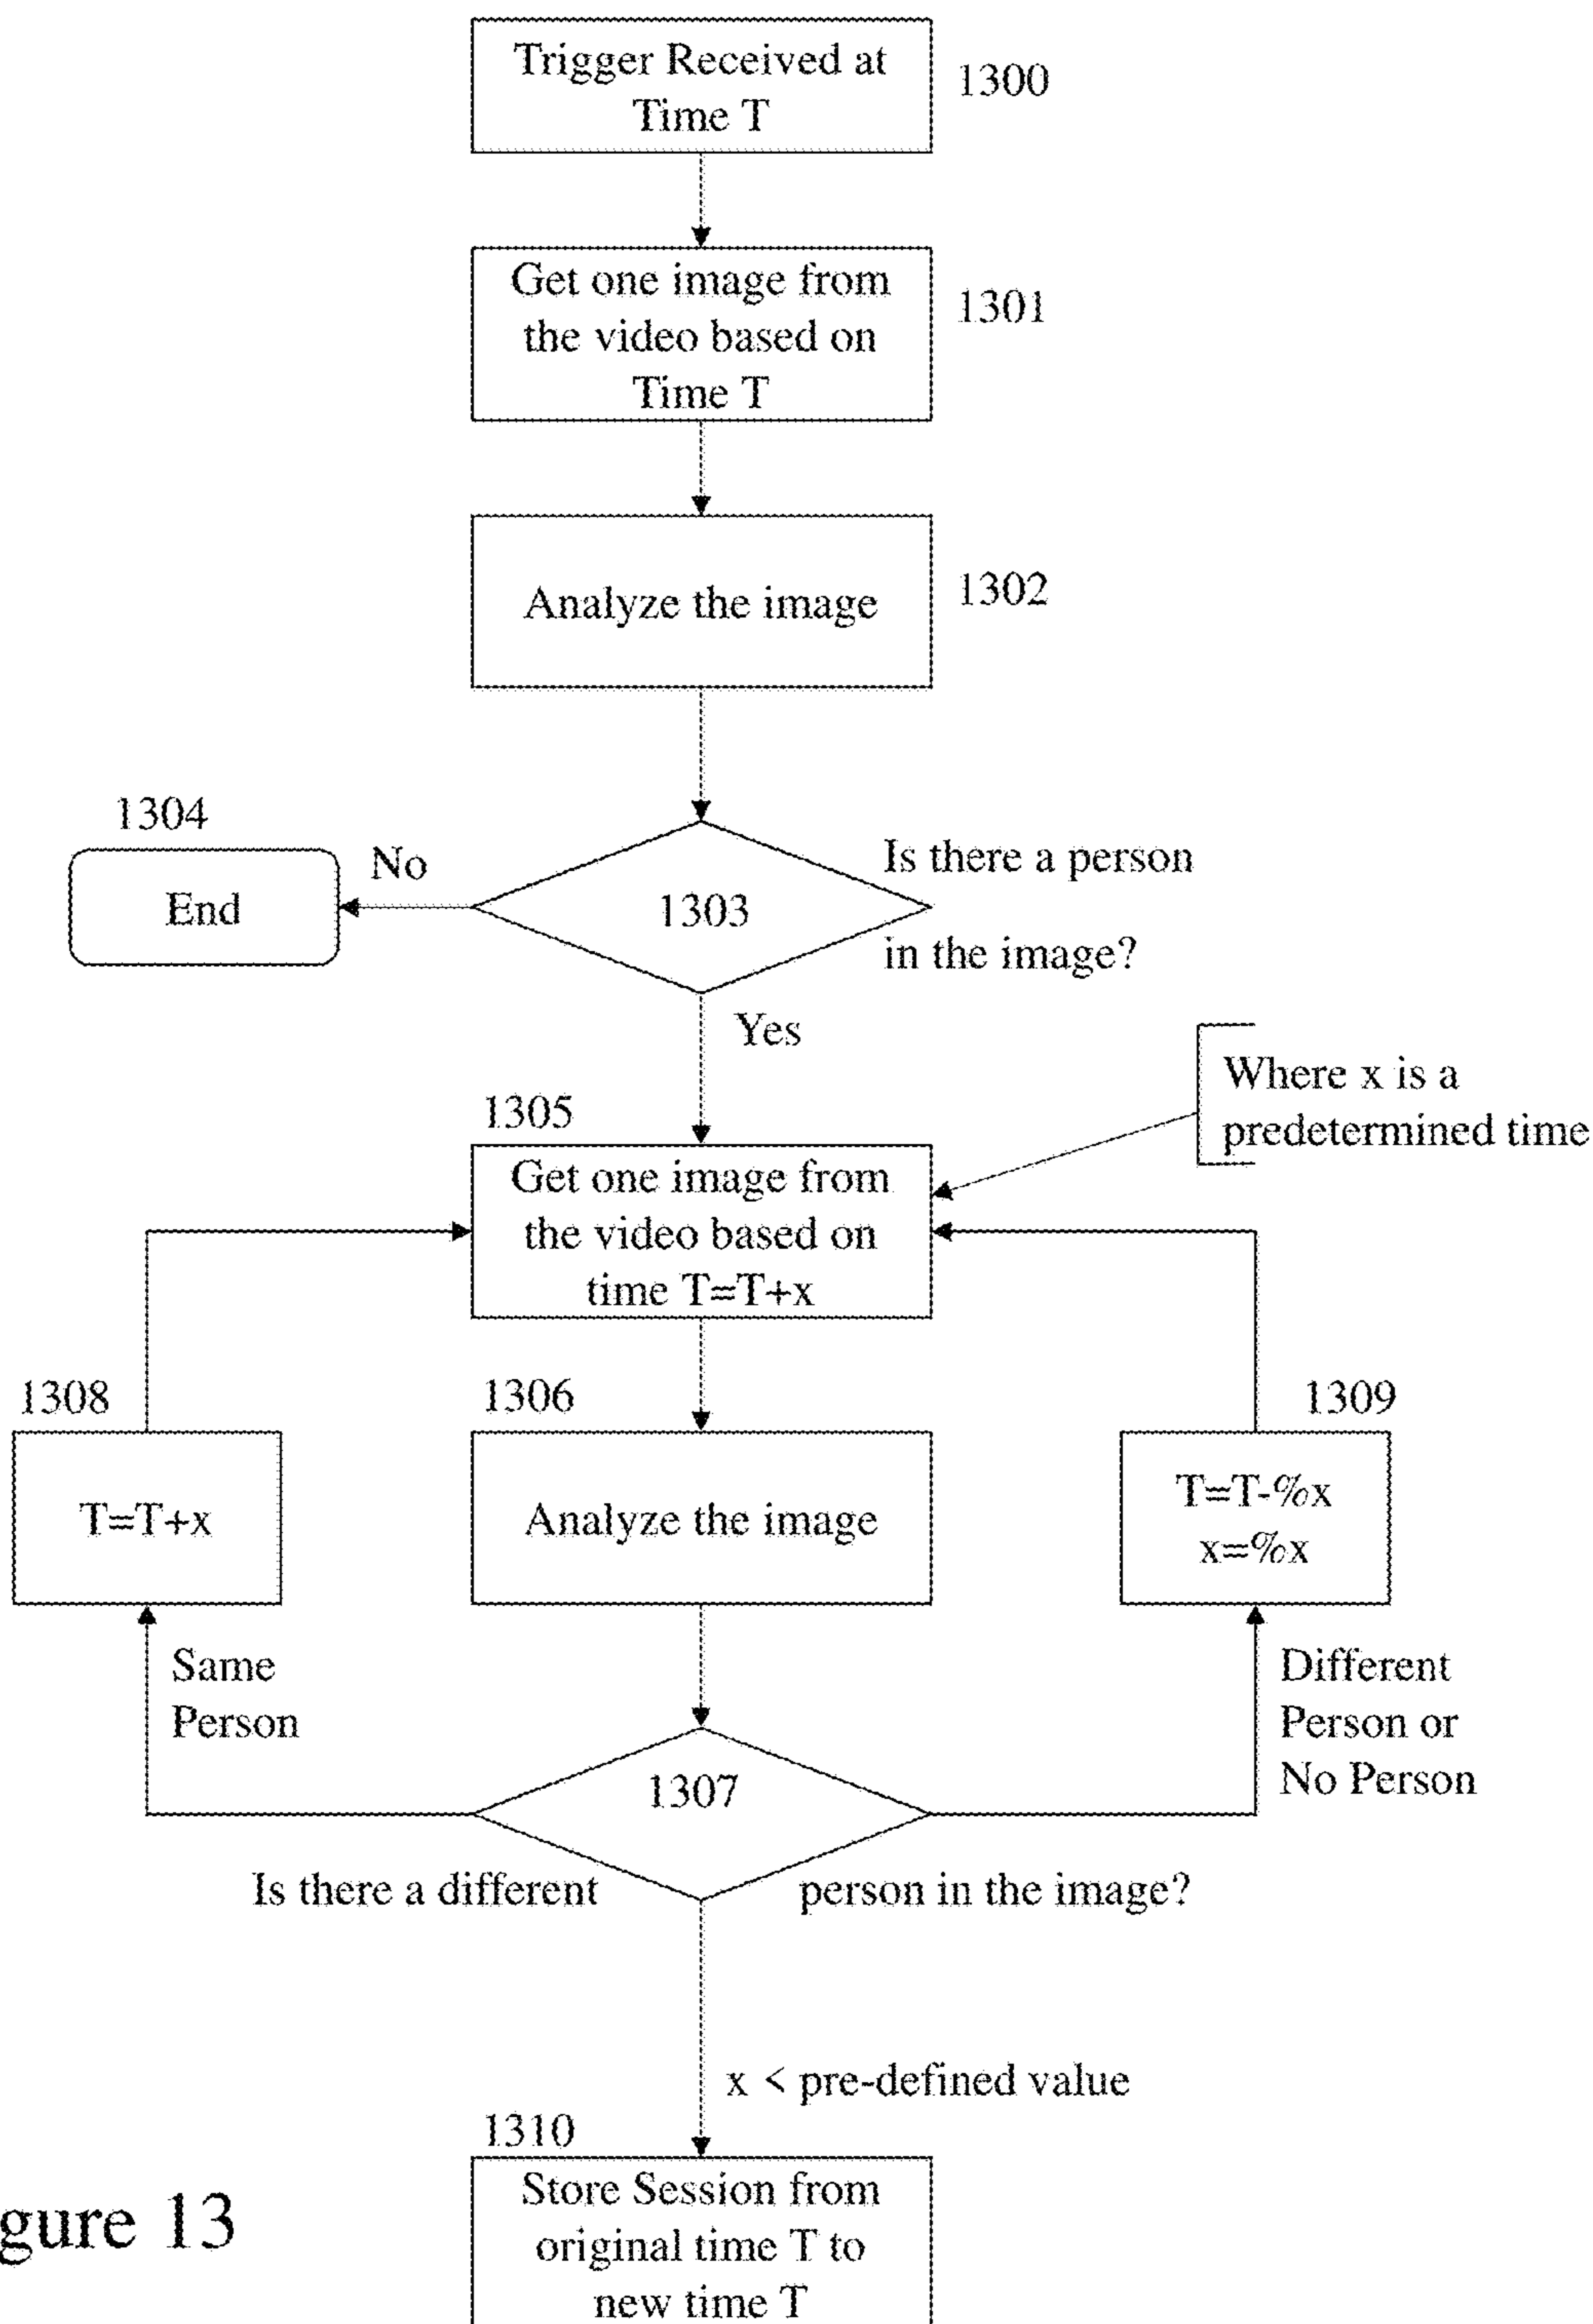 Trigger Received at
Time T
1300
Get one image from
the video based on
Time T
1301
Analyze the image
1302
1304
End
No
1303
Is there a person
in the image?
Yes
Where x is a
predetermined time
1305
Get one image from
the video based on
time T=T+x
1308
T=T+x
1306
Analyze the image
1309
T=T-%x
x=%x
Same
Person
Different
Person or
No Person
1307
Is there a different
person in the image?
x < pre-defined value
1310
Store Session from
original time T to
new time T
gure 13